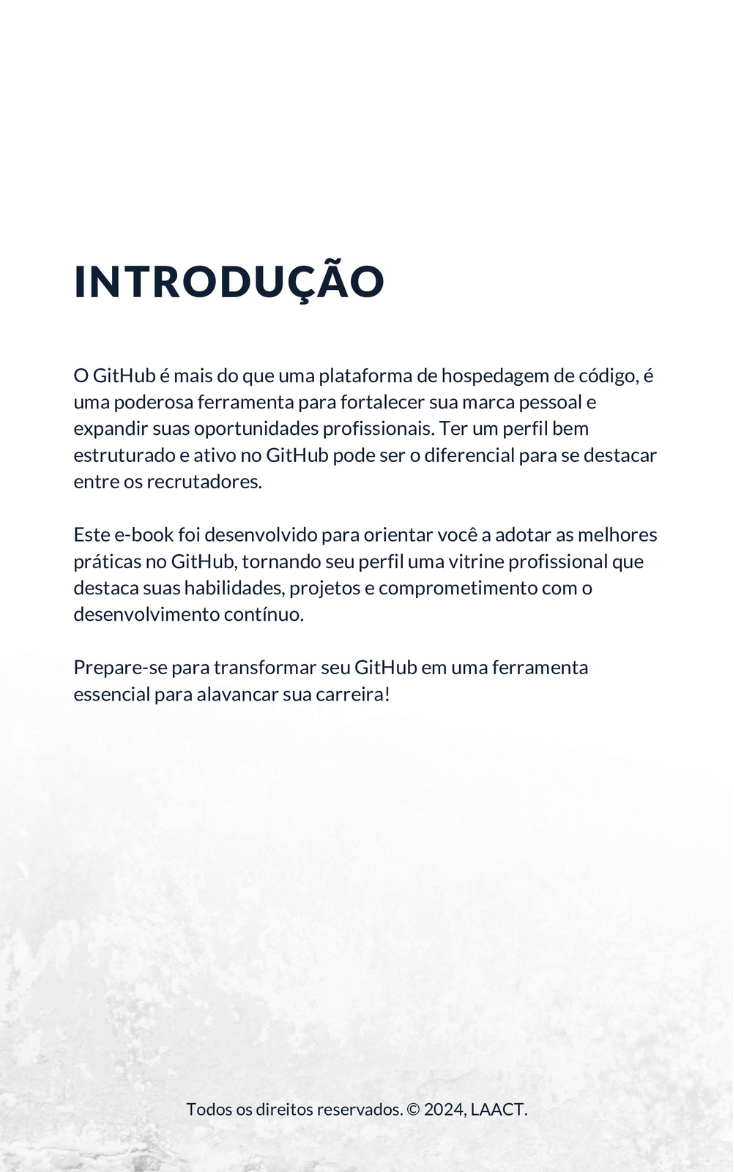 INTRODUÇÃO
O GitHub é mais do que uma plataforma de hospedagem de código, é
uma poderosa ferramenta para fortalecer sua marca pessoal e
expandir suas oportunidades profissionais. Ter um perfil bem
estruturado e ativo no GitHub pode ser o diferencial para se destacar
entre os recrutadores.
Este e-book foi desenvolvido para orientar você a adotar as melhores
práticas no GitHub, tornando seu perfil uma vitrine profissional que
destaca suas habilidades, projetos e comprometimento com o
desenvolvimento contínuo.
Prepare-se para transformar seu GitHub em uma ferramenta
essencial para alavancar sua carreira!
Todos os direitos reservados. © 2024, LAACT.